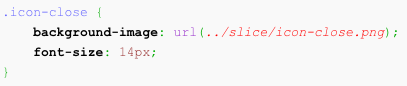 .icon-close {
    background-image: url(../slice/icon-close.png);
    font-size: 14px;
}